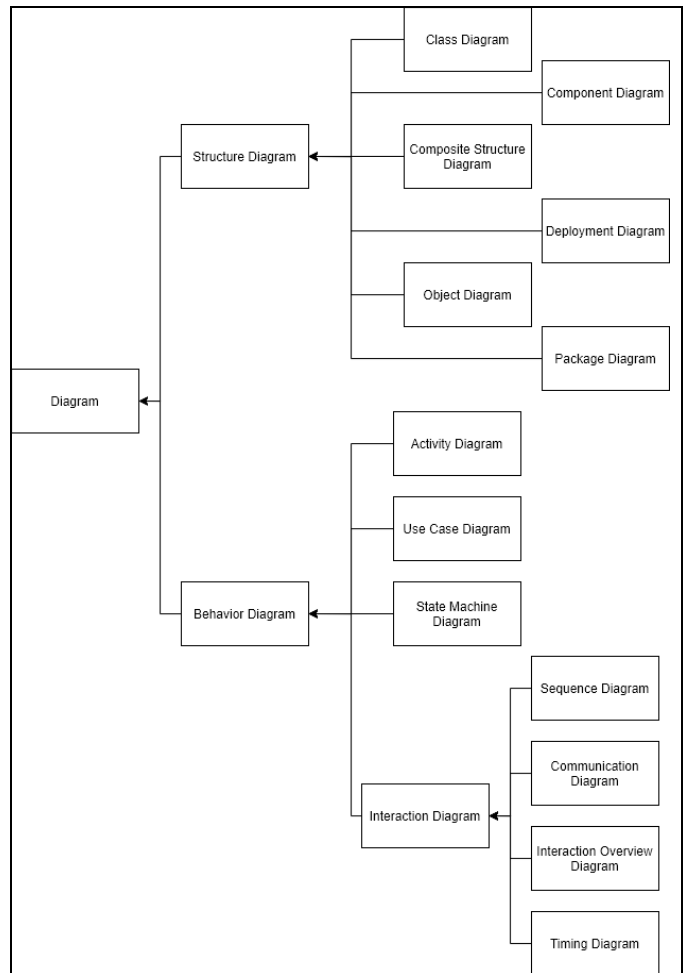 Class Diagram
Component Diagram
Structure Diagram
Composite Structure
Diagram
Deployment Diagram
Object Diagram
Package Diagram
Diagram
Activity Diagram
Use Case Diagram
Behavior Diagram
State Machine
Diagram
Sequence Diagram
Communication
Diagram
Interaction Diagram
Interaction Overview
Diagram
Timing Diagram